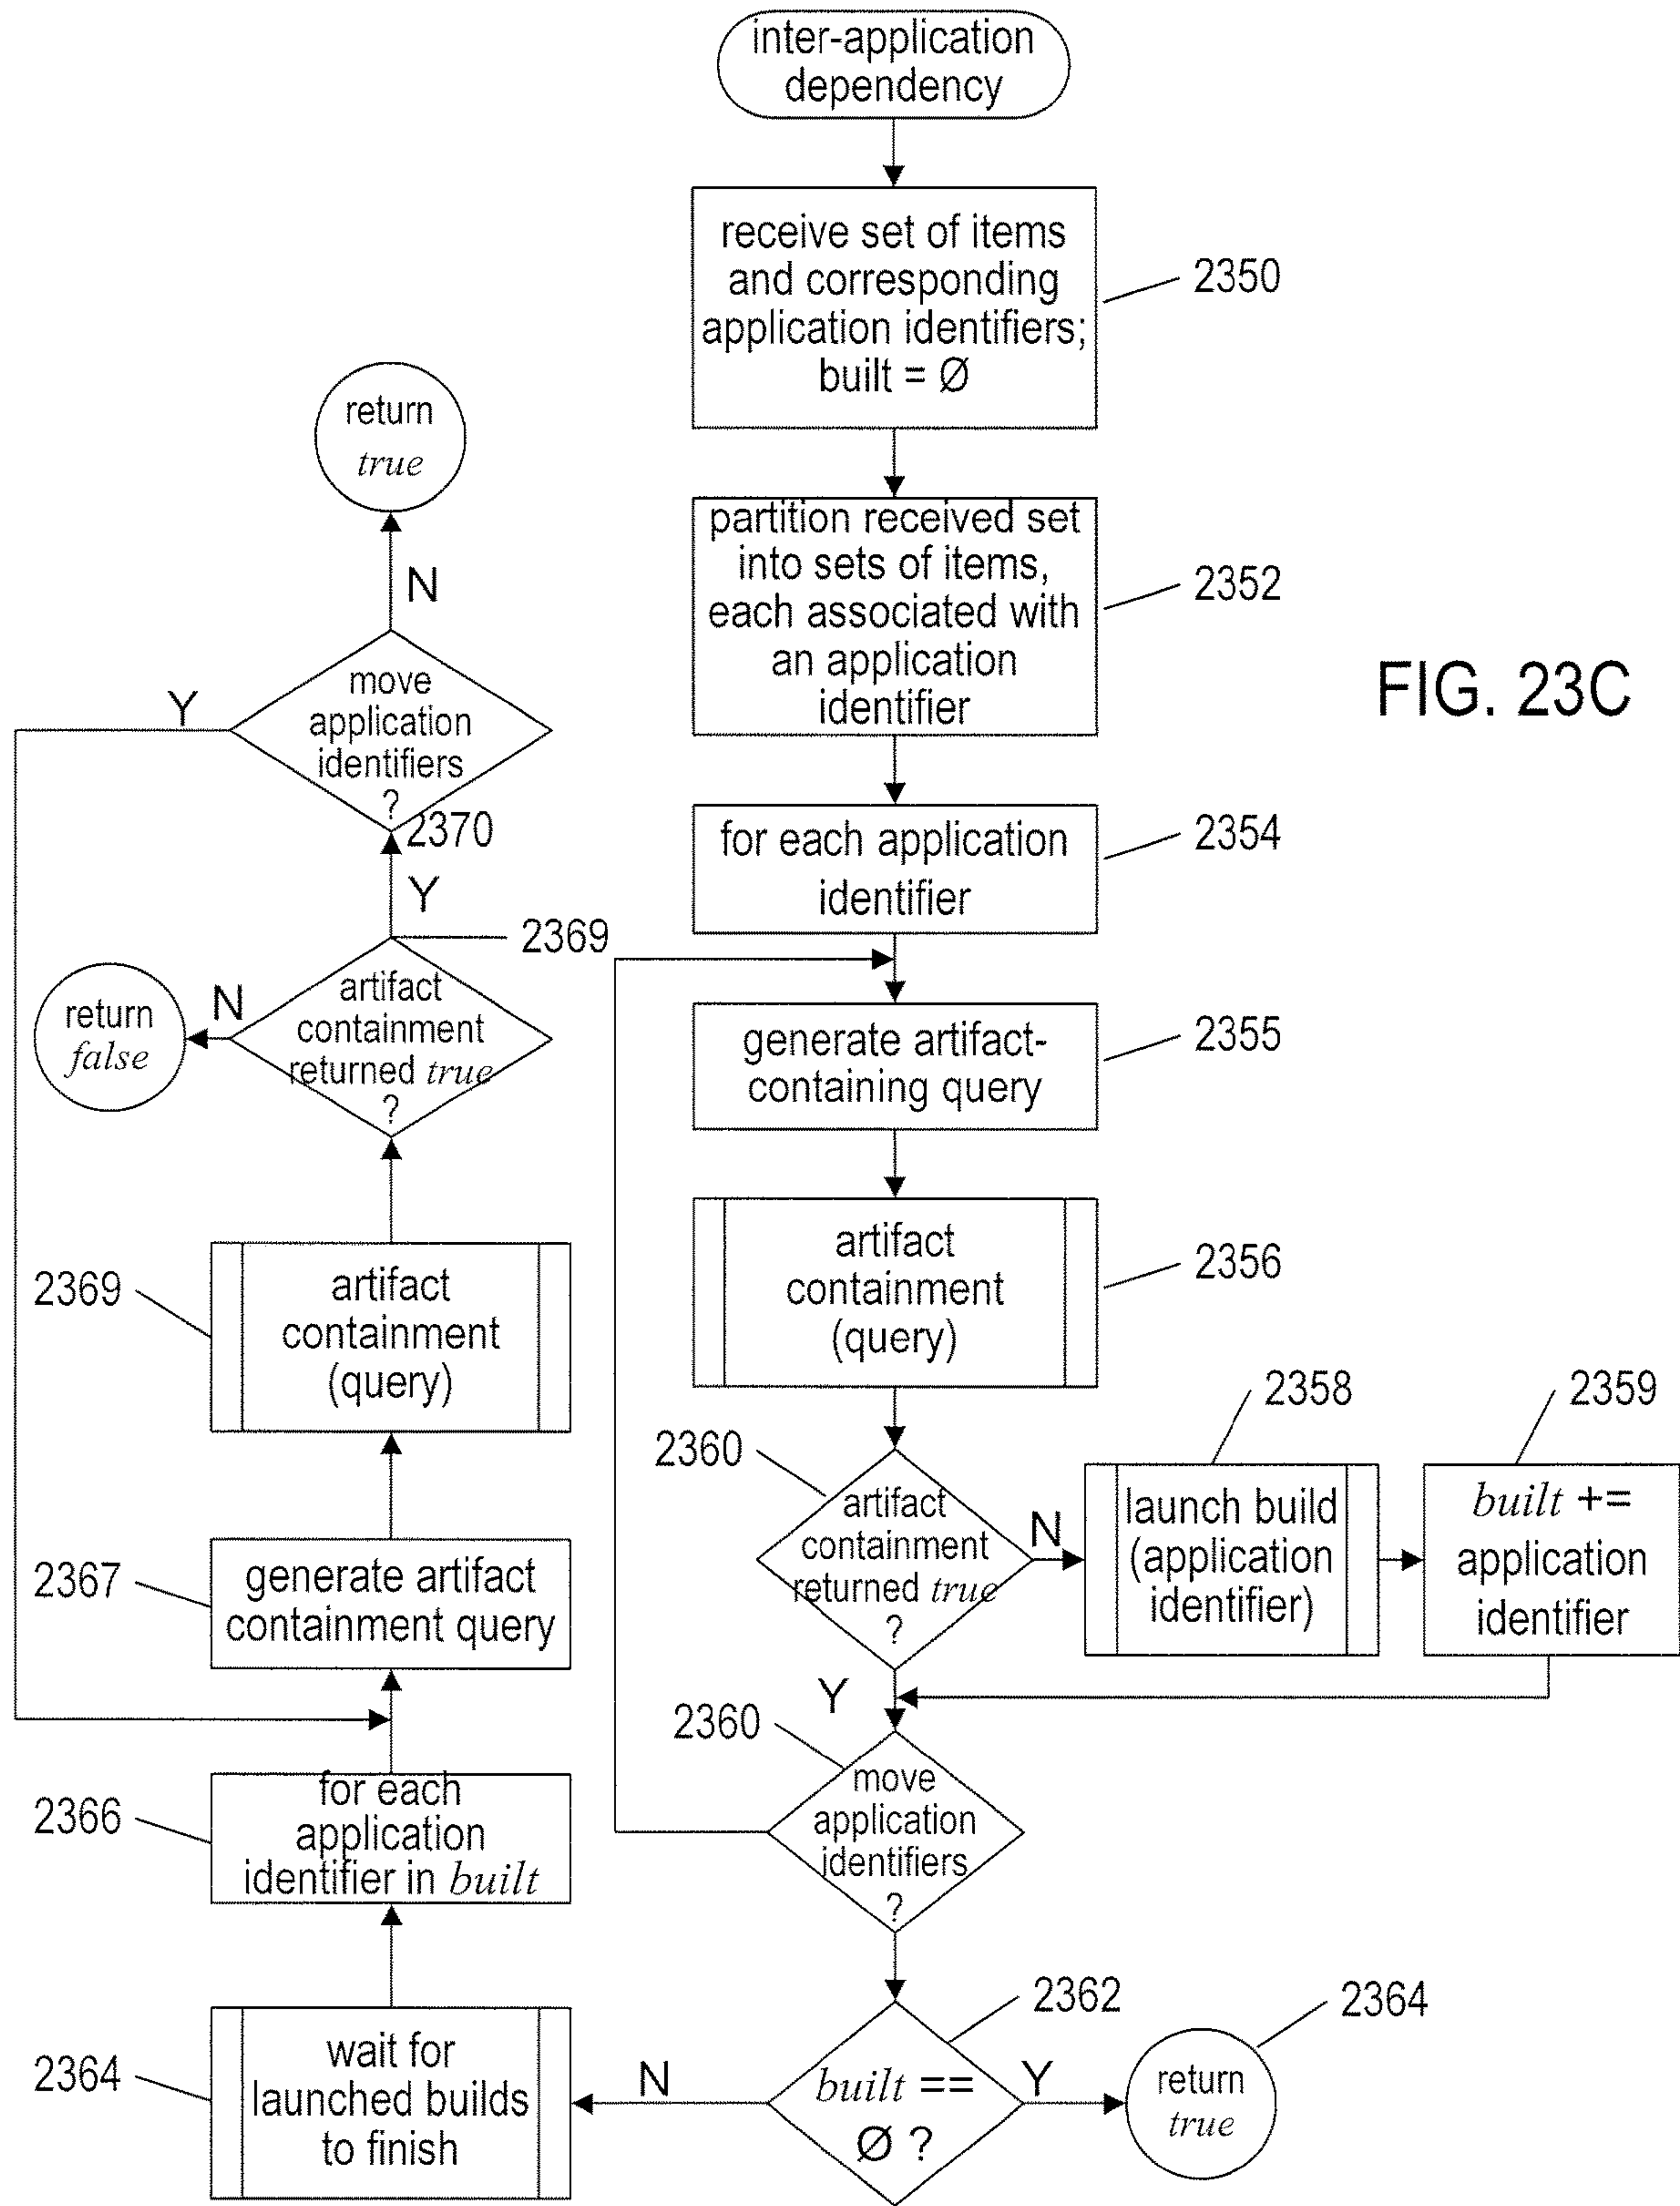 inter-application
dependency
receive set of items
and corresponding
application identifiers;
built = Ø
2350
partition received set
into sets of items,
each associated with
an application
identifier
2352
FIG. 23C
for each application
identifier
2354
generate artifact-
containing query
2355
artifact
containment
(query)
2356
2360
artifact
containment
returned true
?
N
Y
2358
launch build
(application
identifier)
2359
built +=
application
identifier
2360
move
application
identifiers
?
2362
built ==
Ø ?
Y
2364
return
true
N
2364
wait for
launched builds
to finish
2366
for each
application
identifier in built
2367
generate artifact
containment query
2369
artifact
containment
(query)
2369
artifact
containment
returned true
?
N
return
false
Y
2370
move
application
identifiers
?
Y
N
return
true